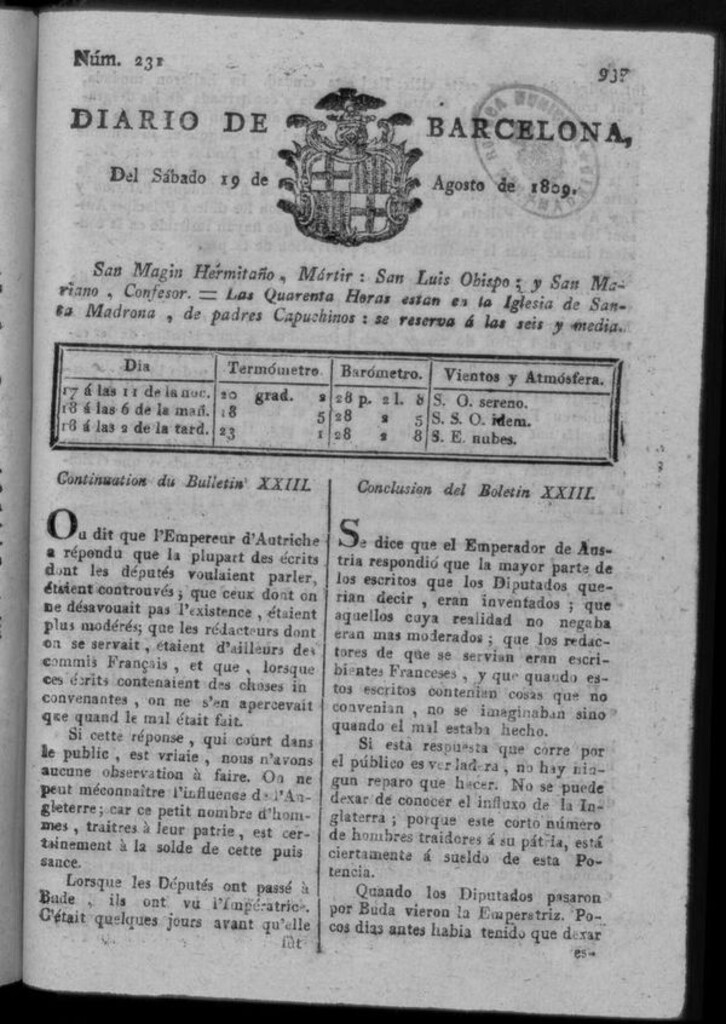 Núm. 231
937
DIARIO DE BARCELONA,
Del Sábado 19 de Agosto de 1809.
San Magin Hermitaño, Mártir: San Luis Obispo; y San Ma-
riano, Confesor. = Las Quarenta Horas estan en la Iglesia de San-
ta Madrona, de padres Capuchinos: se reserva á las seis y media.
Dia Termómetro Barómetro. Vientos y Atmósfera.
17 á las 11 de la noc. 20 grad. 2 28 p. 2 l. 8 S. O. sereno.
18 á las 6 de la mañ. 18 5 28 2 5 S. S. O. idem.
18 á las 2 de la tard. 23 1 28 2 8 S. E. nubes.
Continuation du Bulletin XXIII.
Ou dit que l'Empereur d'Autriche
a répondu que la plupart des écrits
dont les députés voulaient parler,
étaient controuvés; que ceux dont on
ne désavouait pas l'existence, étaient
plus modérés; que les rédacteurs dont
on se servait, étaient d'ailleurs des
commis Français, et que, lorsque
ces écrits contenaient des choses in
convenantes, on ne s'en apercevait
que quand le mal était fait.
Si cette réponse, qui court dans
le public, est vriaie, nous n'avons
aucune observation à faire. On ne
peut méconnaître l'influence de l'An-
gleterre; car ce petit nombre d'hom-
mes, traitres à leur patrie, est cer-
tainement à la solde de cette puis
sance.
Lorsque les Députés ont passé à
Bude, ils ont vu l'Impératrice.
C'était quelques jours avant qu'elle
fût
Conclusion del Boletin XXIII.
Se dice que el Emperador de Aus-
tria respondió que la mayor parte de
los escritos que los Diputados que-
rian decir, eran inventados; que
aquellos cuya realidad no negaba
eran mas moderados; que los redac-
tores de que se servian eran escri-
bientes Franceses, y que quando es-
tos escritos contenian cosas que no
convenian, no se imaginaban sino
quando el mal estaba hecho.
Si esta respuesta que corre por
el público es verdadera, no hay nin-
gun reparo que hacer. No se puede
dexar de conocer el influxo de la In-
glaterra; porque este corto número
de hombres traidores á su pátria, está
ciertamente á sueldo de esta Po-
tencia.
Quando los Diputados pasaron
por Buda vieron la Emperatriz. Po-
cos dias antes habia tenido que dexar
es-